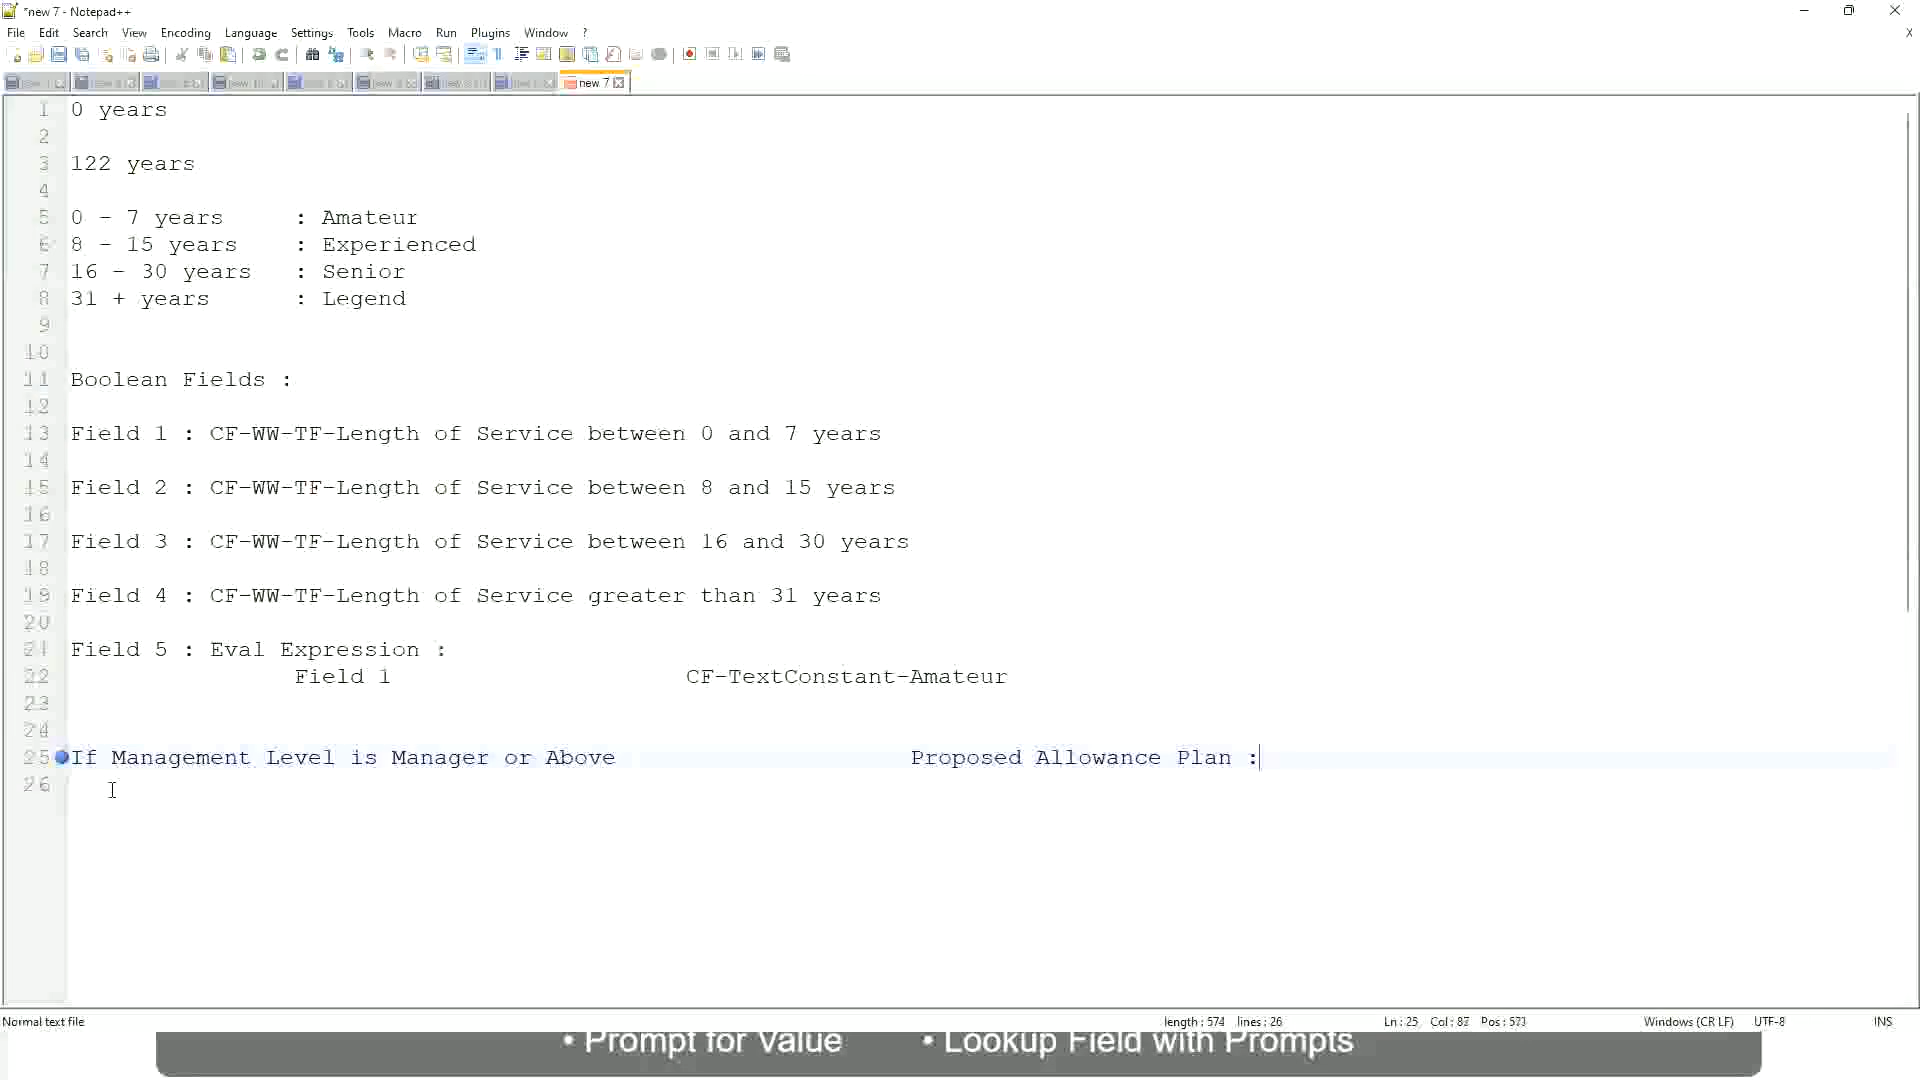 *new 7 - Notepad++
File Edit Search View Encoding Language Settings Tools Macro Run Plugins Window ? X
new 7
1 0 years
2
3 122 years
4
5 0 - 7 years : Amateur
6 8 - 15 years : Experienced
7 16 - 30 years : Senior
8 31 + years : Legend
9
10
11 Boolean Fields :
12
13 Field 1 : CF-WW-TF-Length of Service between 0 and 7 years
14
15 Field 2 : CF-WW-TF-Length of Service between 8 and 15 years
16
17 Field 3 : CF-WW-TF-Length of Service between 16 and 30 years
18
19 Field 4 : CF-WW-TF-Length of Service greater than 31 years
20
21 Field 5 : Eval Expression :
22 Field 1 CF-TextConstant-Amateur
23
24
25 If Management Level is Manager or Above Proposed Allowance Plan :
26
Normal text file length : 574 lines : 26 Ln : 25 Col : 87 Pos : 573 Windows (CR LF) UTF-8 INS
• Prompt for Value • Lookup Field with Prompts